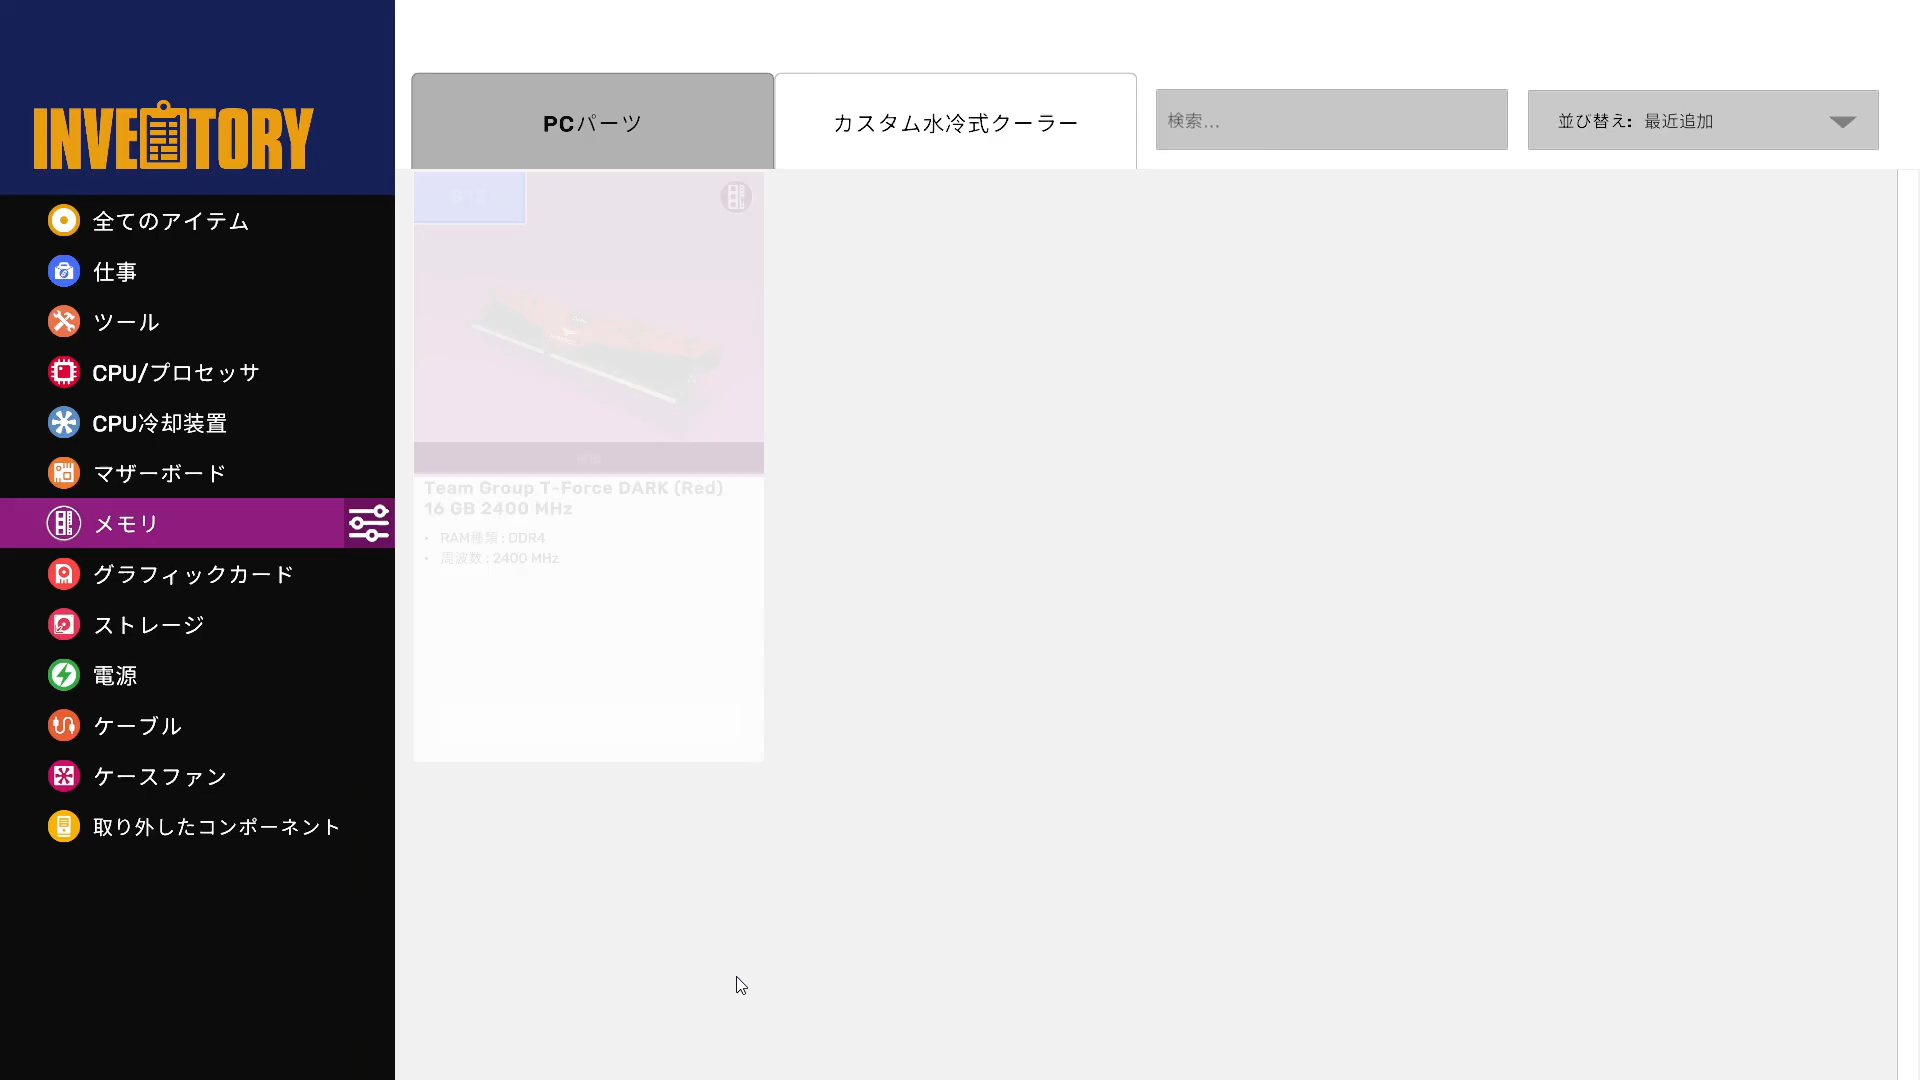 INVENTORY
PCパーツ
カスタム水冷式クーラー
検索...
並び替え: 最近追加
全てのアイテム
仕事
ツール
CPU/プロセッサ
CPU冷却装置
マザーボード
メモリ
グラフィックカード
ストレージ
電源
ケーブル
ケースファン
取り外したコンポーネント
Team Group T-Force DARK (Red)
16 GB 2400 MHz
• RAM種類 : DDR4
• 周波数 : 2400 MHz